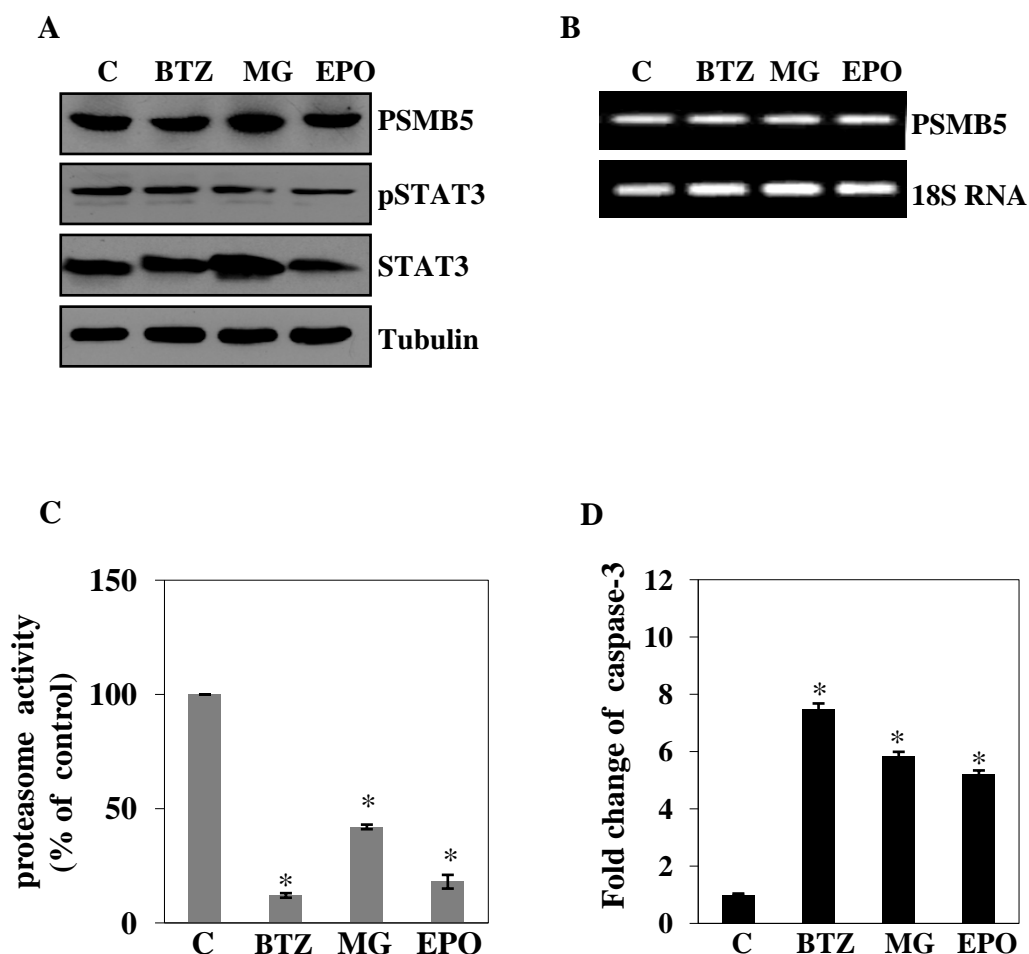 A
C BTZ MG EPO
PSMB5
pSTAT3
STAT3
Tubulin
B
C BTZ MG EPO
PSMB5
18S RNA
C
proteasome activity
(% of control)
150
100
50
0
*
*
*
C BTZ MG EPO
D
Fold change of caspase-3
12
10
8
6
4
2
0
*
*
*
C BTZ MG EPO